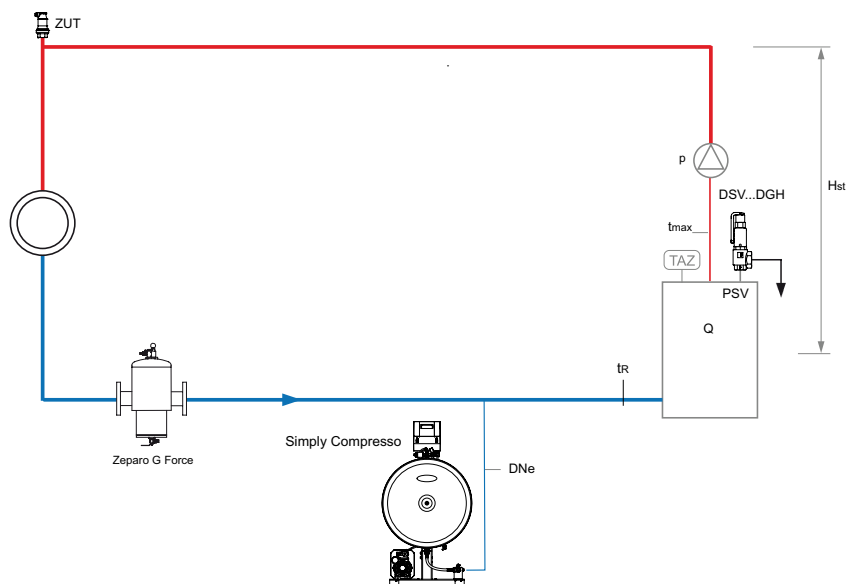 ZUT
p
Hst
DSV...DGH
tmax
TAZ
PSV
Q
tR
Simply Compresso
Zeparo G Force
DNe